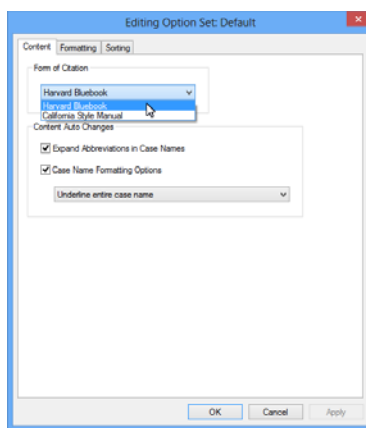 Editing Option Set: Default
Content Formatting Sorting
Form of Citation
Harvard Bluebook
Harvard Bluebook
California Style Manual
Content Auto Changes
Expand Abbreviations in Case Names
Case Name Formatting Options
Underline entire case name
OK Cancel Apply